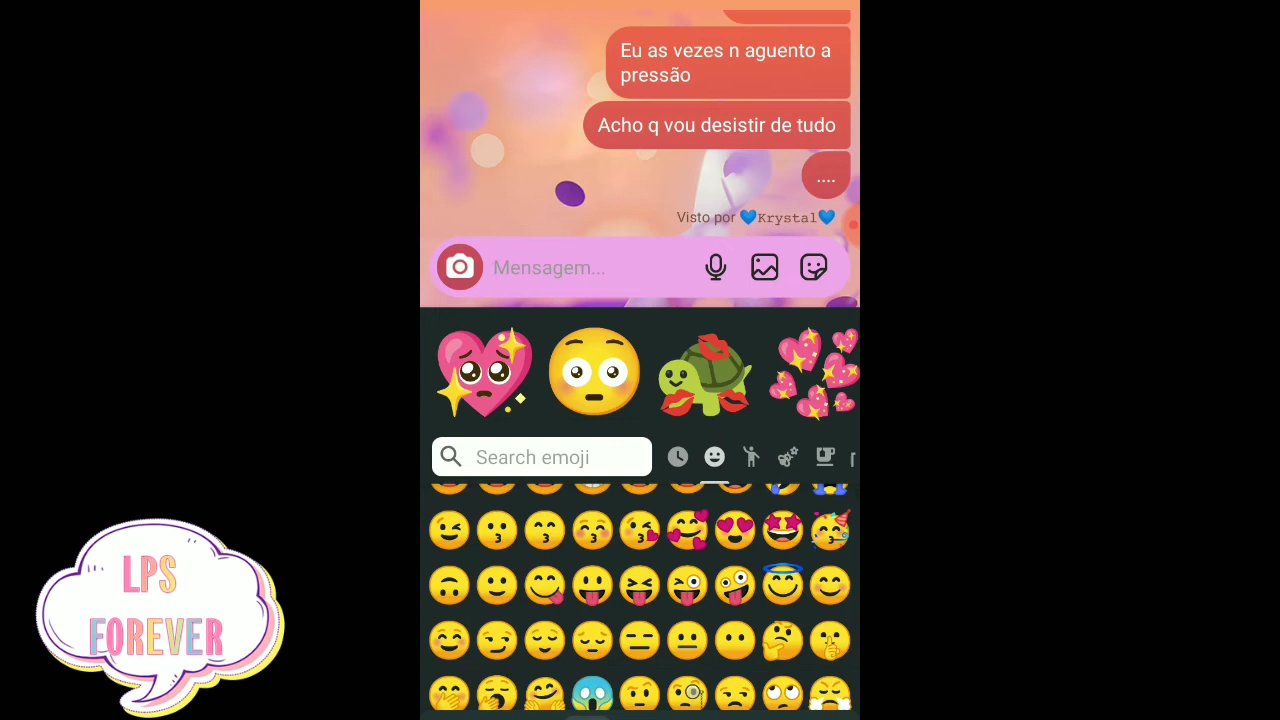 Eu as vezes n aguento a
pressão
Acho q vou desistir de tudo
....
Visto por 💙Krystal💙
Mensagem...
Search emoji
LPS
FOREVER